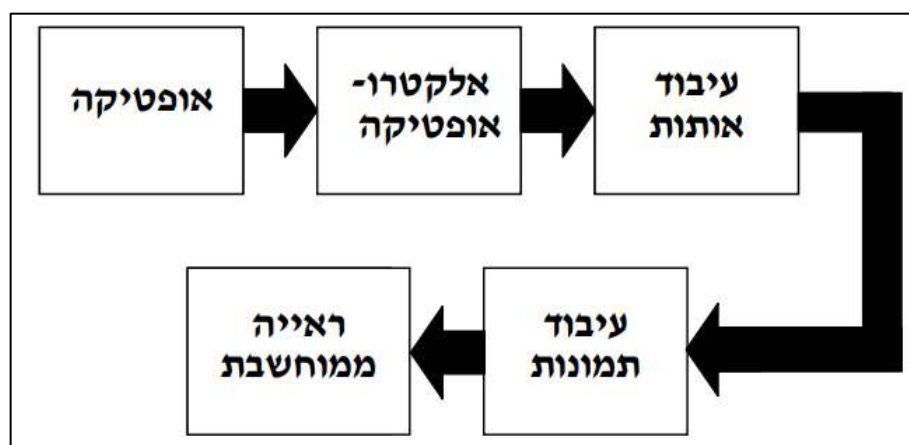 אופטיקה
אלקטרו-
אופטיקה
עיבוד
אותות
עיבוד
תמונות
ראייה
ממוחשבת